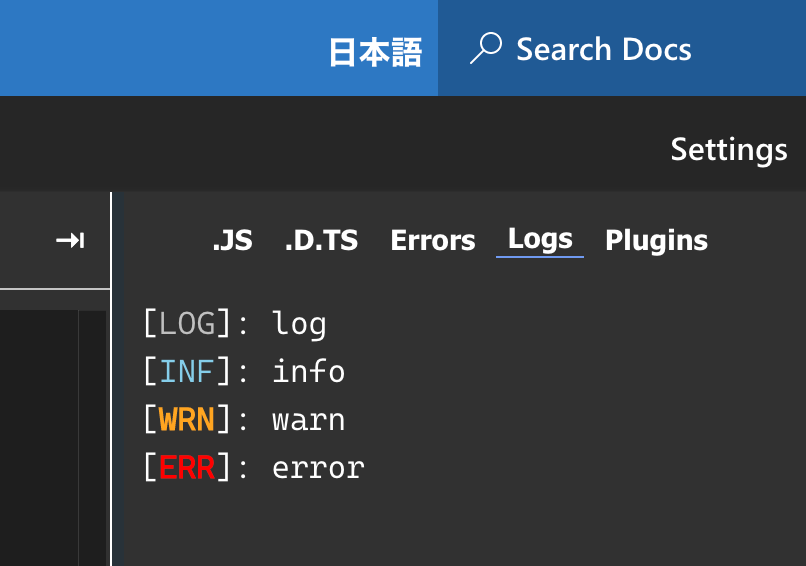 日本語 Search Docs
Settings
.JS .D.TS Errors Logs Plugins
[LOG]: log
[INF]: info
[WRN]: warn
[ERR]: error